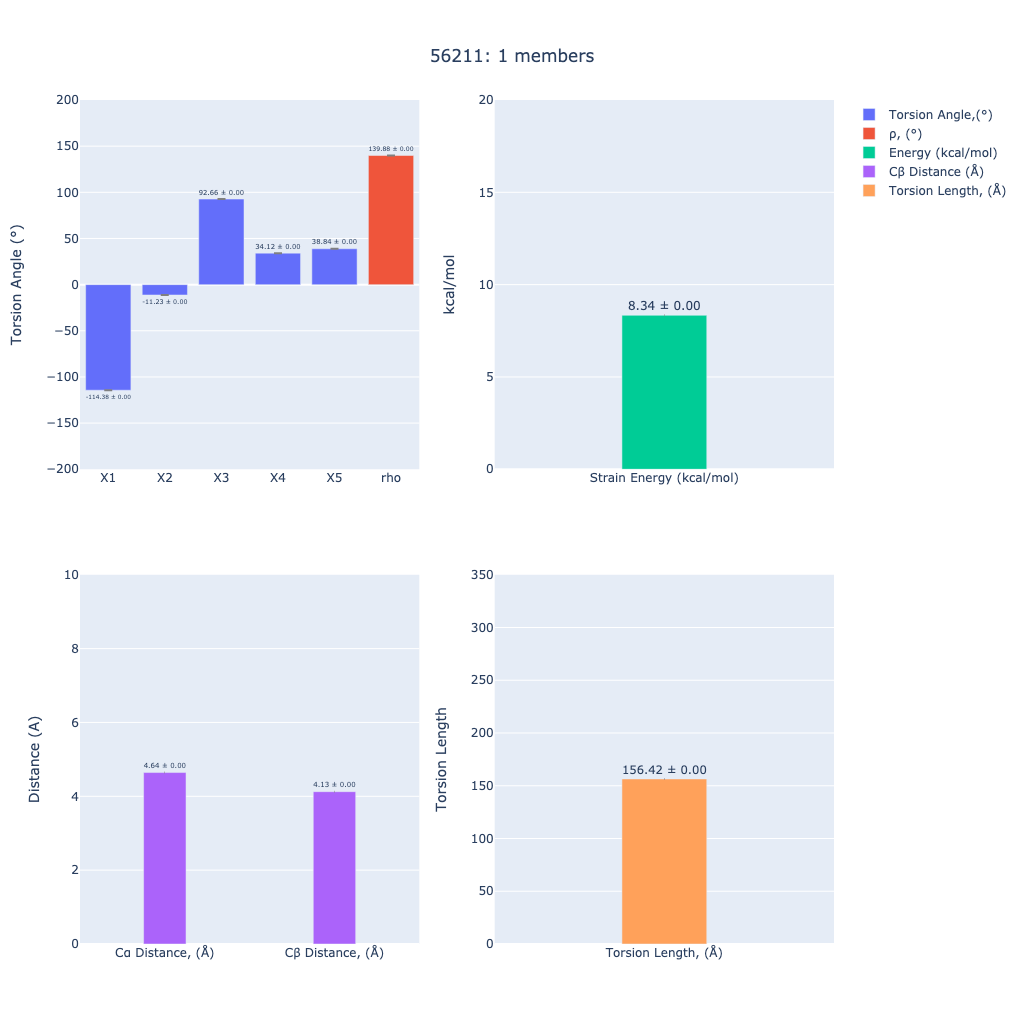 56211: 1 members
200
150
100
50
0
−50
−100
−150
−200
Torsion Angle (°)
-114.38 ± 0.00
-11.23 ± 0.00
92.66 ± 0.00
34.12 ± 0.00
38.84 ± 0.00
139.88 ± 0.00
X1 X2 X3 X4 X5 rho
20
15
10
5
0
kcal/mol
8.34 ± 0.00
Strain Energy (kcal/mol)
Torsion Angle,(°)
ρ, (°)
Energy (kcal/mol)
Cβ Distance (Å)
Torsion Length, (Å)
10
8
6
4
2
0
Distance (A)
4.64 ± 0.00
4.13 ± 0.00
Cα Distance, (Å) Cβ Distance, (Å)
350
300
250
200
150
100
50
0
Torsion Length
156.42 ± 0.00
Torsion Length, (Å)